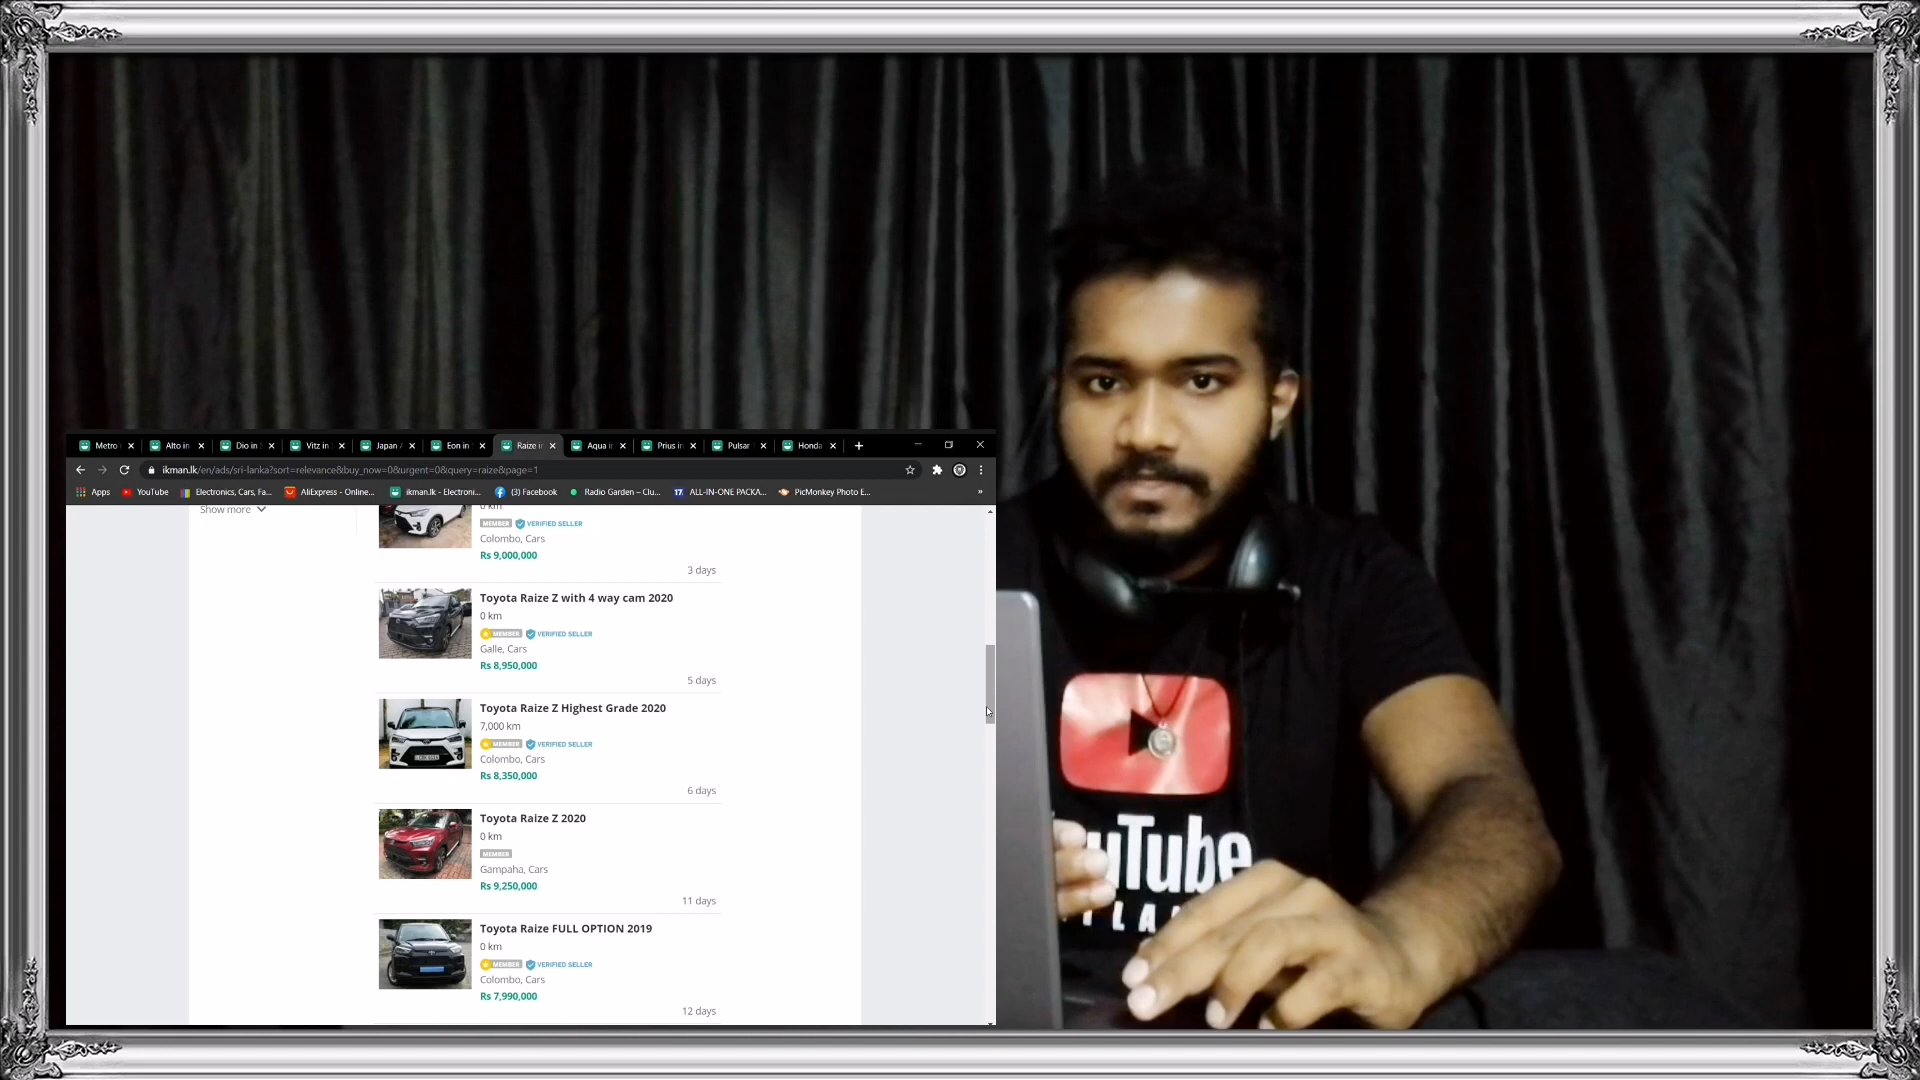 Metro
Alto in
Dio in
Vitz in
Japan
Eon in
Raize in
Aqua in
Prius in
Pulsar
Honda
ikman.lk/en/ads/sri-lanka?sort=relevance&buy_now=0&urgent=0&query=raize&page=1
Apps
YouTube
Electronics, Cars, Fa...
AliExpress - Online...
ikman.lk - Electroni...
(3) Facebook
Radio Garden – Clu...
17 ALL-IN-ONE PACKA...
PicMonkey Photo E...
»
Show more
0 km
MEMBER VERIFIED SELLER
Colombo, Cars
Rs 9,000,000
3 days
Toyota Raize Z with 4 way cam 2020
0 km
MEMBER VERIFIED SELLER
Galle, Cars
Rs 8,950,000
5 days
Toyota Raize Z Highest Grade 2020
7,000 km
MEMBER VERIFIED SELLER
Colombo, Cars
Rs 8,350,000
6 days
Toyota Raize Z 2020
0 km
MEMBER
Gampaha, Cars
Rs 9,250,000
11 days
Toyota Raize FULL OPTION 2019
0 km
MEMBER VERIFIED SELLER
Colombo, Cars
Rs 7,990,000
12 days
uTube